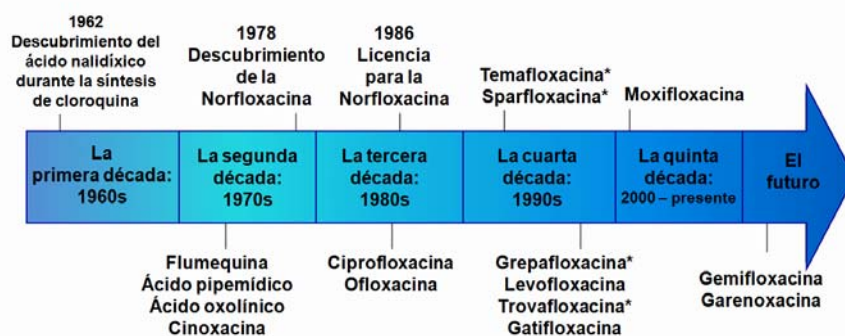 1962
Descubrimiento del
ácido nalidíxico
durante la síntesis
de cloroquina
1978
Descubrimiento
de la
Norfloxacina
1986
Licencia
para la
Norfloxacina
Temafloxacina*
Sparfloxacina*
Moxifloxacina
La
primera década:
1960s
La segunda
década:
1970s
La tercera
década:
1980s
La cuarta
década:
1990s
La quinta
década:
2000 – presente
El
futuro
Flumequina
Ácido pipemídico
Ácido oxolínico
Cinoxacina
Ciprofloxacina
Ofloxacina
Grepafloxacina*
Levofloxacina
Trovafloxacina*
Gatifloxacina
Gemifloxacina
Garenoxacina